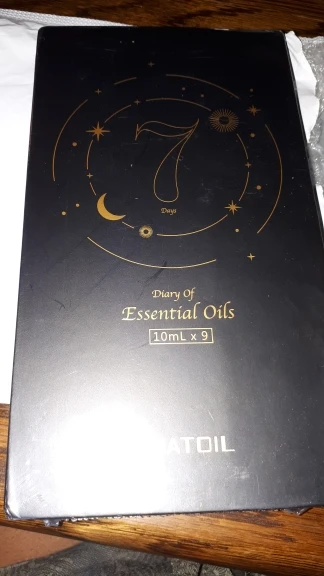 7
Days
Diary Of
Essential Oils
10mL x 9